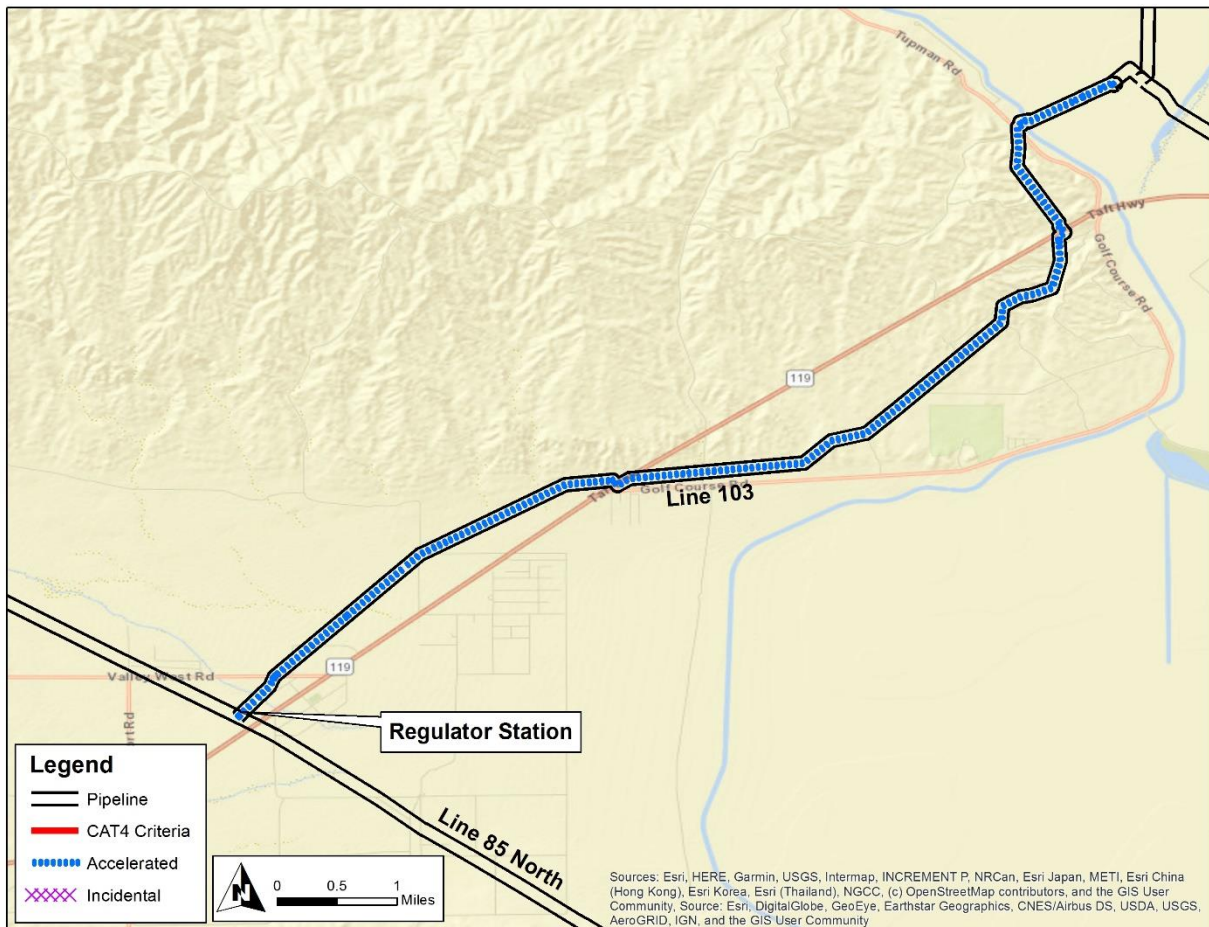 Tupman Rd
Taft Hwy
Golf Course Rd
119
Golf Course Rd
Line 103
119
Valley West Rd
Regulator Station
Line 85 North
Legend
Pipeline
CAT4 Criteria
Accelerated
Incidental
N
0 0.5 1
Miles
Sources: Esri, HERE, Garmin, USGS, Intermap, INCREMENT P, NRCan, Esri Japan, METI, Esri China
(Hong Kong), Esri Korea, Esri (Thailand), NGCC, (c) OpenStreetMap contributors, and the GIS User
Community, Source: Esri, DigitalGlobe, GeoEye, Earthstar Geographics, CNES/Airbus DS, USDA, USGS,
AeroGRID, IGN, and the GIS User Community